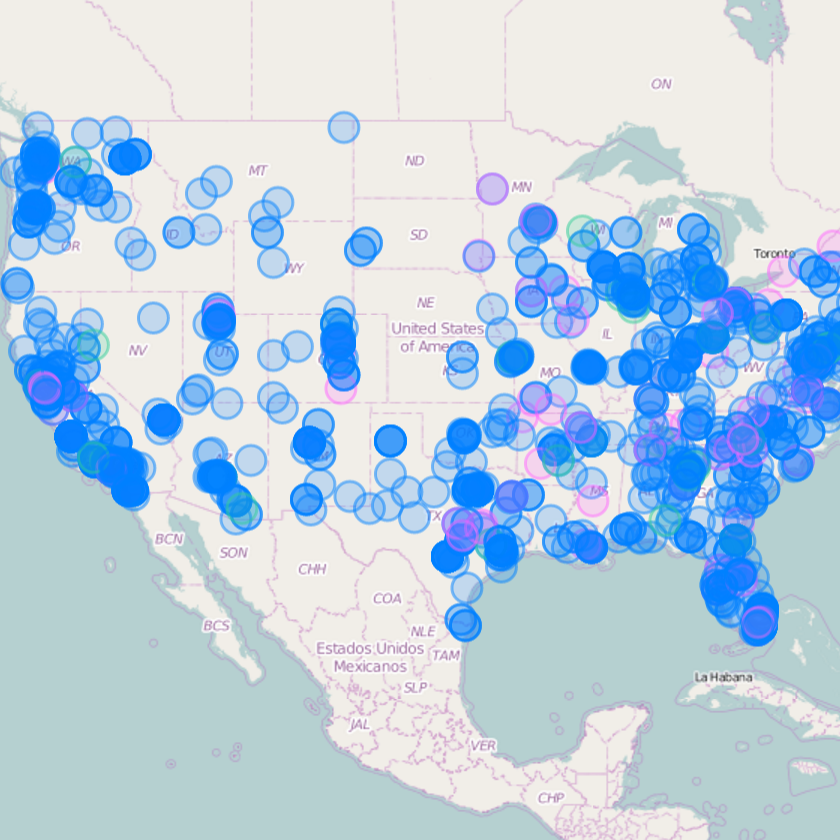 ON
WA
MT
ND
MN
OR
ID
SD
WI
MI
Toronto
WY
NE
United States
of America
IL
NV
UT
MO
WV
AZ
MS
GA
TX
BCN
SON
CHH
COA
BCS
NLE
Estados Unidos
Mexicanos
TAM
SLP
La Habana
JAL
VER
CHP